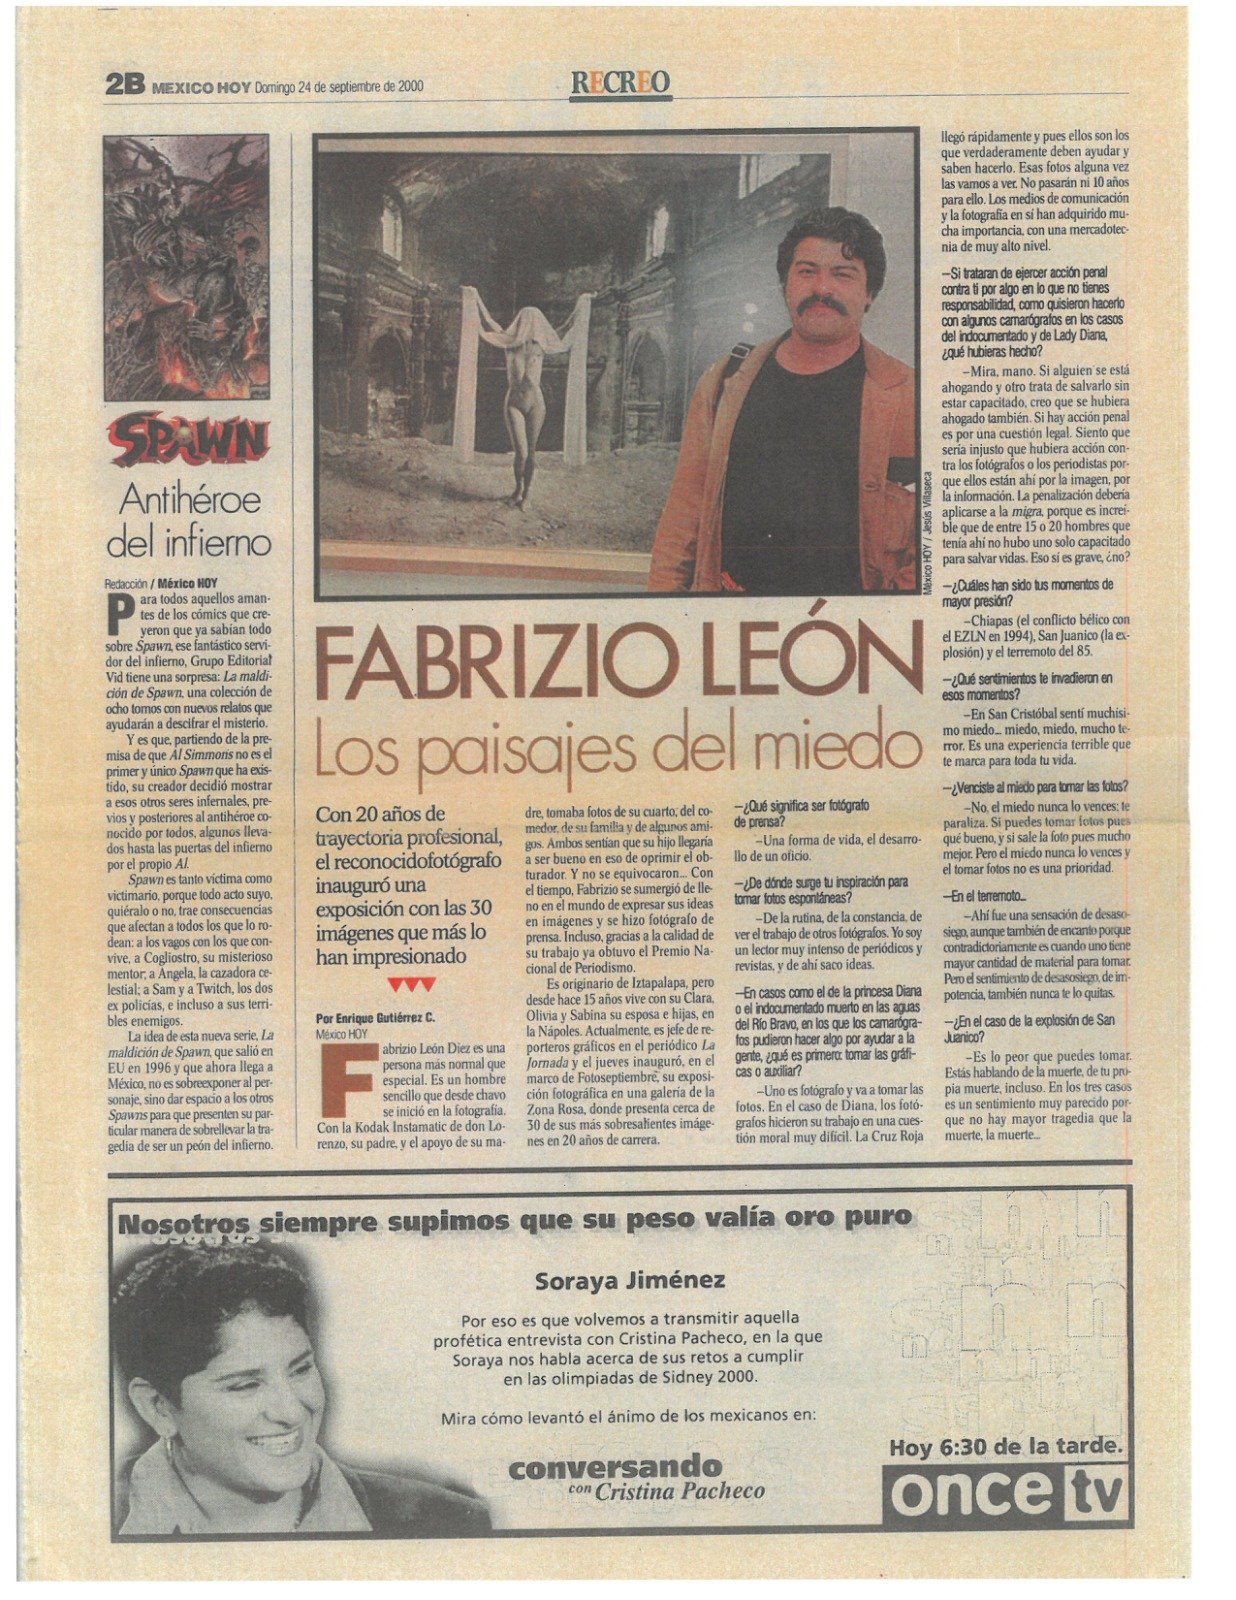 2B MEXICO HOY Domingo 24 de septiembre de 2000
RECREO
SPAWN
Antihéroe
del infierno
Redacción / México HOY
Para todos aquellos aman-
tes de los cómics que cre-
yeron que ya sabían todo
sobre Spawn, ese fantástico servi-
dor del infierno, Grupo Editorial
Vid tiene una sorpresa: La maldi-
ción de Spawn, una colección de
ocho tomos con nuevos relatos que
ayudarán a descifrar el misterio.
Y es que, partiendo de la pre-
misa de que Al Simmons no es el
primer y único Spawn que ha exis-
tido, su creador decidió mostrar
a esos otros seres infernales, pre-
vios y posteriores al antihéroe co-
nocido por todos, algunos lleva-
dos hasta las puertas del infierno
por el propio Al.
Spawn es tanto víctima como
victimario, porque todo acto suyo,
quiéralo o no, trae consecuencias
que afectan a todos los que lo ro-
dean: a los vagos con los que con-
vive, a Cogliostro, su misterioso
mentor; a Angela, la cazadora ce-
lestial; a Sam y a Twitch, los dos
ex policías, e incluso a sus terri-
bles enemigos.
La idea de esta nueva serie, La
maldición de Spawn, que salió en
EU en 1996 y que ahora llega a
México, no es sobreexponer al per-
sonaje, sino dar espacio a los otros
Spawns para que presenten su par-
ticular manera de sobrellevar la tra-
gedia de ser un peón del infierno.
México HOY / Jesús Villaseca
FABRIZIO LEÓN
Los paisajes del miedo
Con 20 años de
trayectoria profesional,
el reconocidofotógrafo
inauguró una
exposición con las 30
imágenes que más lo
han impresionado
Por Enrique Gutiérrez C.
México HOY
Fabrizio León Diez es una
persona más normal que
especial. Es un hombre
sencillo que desde chavo
se inició en la fotografía.
Con la Kodak Instamatic de don Lo-
renzo, su padre, y el apoyo de su ma-
dre, tomaba fotos de su cuarto, del co-
medor, de su familia y de algunos ami-
gos. Ambos sentían que su hijo llegaría
a ser bueno en eso de oprimir el ob-
turador. Y no se equivocaron... Con
el tiempo, Fabrizio se sumergió de lle-
no en el mundo de expresar sus ideas
en imágenes y se hizo fotógrafo de
prensa. Incluso, gracias a la calidad de
su trabajo ya obtuvo el Premio Na-
cional de Periodismo.
Es originario de Iztapalapa, pero
desde hace 15 años vive con su Clara,
Olivia y Sabina su esposa e hijas, en
la Nápoles. Actualmente, es jefe de re-
porteros gráficos en el periódico La
Jornada y el jueves inauguró, en el
marco de Fotoseptiembre, su exposi-
ción fotográfica en una galería de la
Zona Rosa, donde presenta cerca de
30 de sus más sobresalientes imáge-
nes en 20 años de carrera.
–¿Qué significa ser fotógrafo
de prensa?
–Una forma de vida, el desarro-
llo de un oficio.
–¿De dónde surge tu inspiración para
tomar fotos espontáneas?
–De la rutina, de la constancia, de
ver el trabajo de otros fotógrafos. Yo soy
un lector muy intenso de periódicos y
revistas, y de ahí saco ideas.
–En casos como el de la princesa Diana
o el indocumentado muerto en las aguas
del Río Bravo, en los que los camarógra-
fos pudieron hacer algo por ayudar a la
gente, ¿qué es primero: tomar las gráfi-
cas o auxiliar?
–Uno es fotógrafo y va a tomar las
fotos. En el caso de Diana, los fotó-
grafos hicieron su trabajo en una cues-
tión moral muy difícil. La Cruz Roja
llegó rápidamente y pues ellos son los
que verdaderamente deben ayudar y
saben hacerlo. Esas fotos alguna vez
las vamos a ver. No pasarán ni 10 años
para ello. Los medios de comunicación
y la fotografía en sí han adquirido mu-
cha importancia, con una mercadotec-
nia de muy alto nivel.
–Si trataran de ejercer acción penal
contra ti por algo en lo que no tienes
responsabilidad, como quisieron hacerlo
con algunos camarógrafos en los casos
del indocumentado y de Lady Diana,
¿qué hubieras hecho?
–Mira, mano. Si alguien se está
ahogando y otro trata de salvarlo sin
estar capacitado, creo que se hubiera
ahogado también. Si hay acción penal
es por una cuestión legal. Siento que
sería injusto que hubiera acción con-
tra los fotógrafos o los periodistas por-
que ellos están ahí por la imagen, por
la información. La penalización debería
aplicarse a la migra, porque es increí-
ble que de entre 15 o 20 hombres que
tenía ahí no hubo uno solo capacitado
para salvar vidas. Eso sí es grave, ¿no?
–¿Cuáles han sido tus momentos de
mayor presión?
–Chiapas (el conflicto bélico con
el EZLN en 1994), San Juanico (la ex-
plosión) y el terremoto del 85.
–¿Qué sentimientos te invadieron en
esos momentos?
–En San Cristóbal sentí muchísi-
mo miedo... miedo, miedo, mucho te-
rror. Es una experiencia terrible que
te marca para toda tu vida.
–¿Venciste al miedo para tomar las fotos?
–No, el miedo nunca lo vences; te
paraliza. Si puedes tomar fotos pues
qué bueno, y si sale la foto pues mucho
mejor. Pero el miedo nunca lo vences y
el tomar fotos no es una prioridad.
–En el terremoto...
–Ahí fue una sensación de desaso-
siego, aunque también de encanto porque
contradictoriamente es cuando uno tiene
mayor cantidad de material para tomar.
Pero el sentimiento de desasosiego, de im-
potencia, también nunca te lo quitas.
–¿En el caso de la explosión de San
Juanico?
–Es lo peor que puedes tomar.
Estás hablando de la muerte, de tu pro-
pia muerte, incluso. En los tres casos
es un sentimiento muy parecido por-
que no hay mayor tragedia que la
muerte, la muerte...
Nosotros siempre supimos que su peso valía oro puro
Soraya Jiménez
Por eso es que volvemos a transmitir aquella
profética entrevista con Cristina Pacheco, en la que
Soraya nos habla acerca de sus retos a cumplir
en las olimpiadas de Sidney 2000.
Mira cómo levantó el ánimo de los mexicanos en:
conversando
con Cristina Pacheco
Hoy 6:30 de la tarde.
once tv